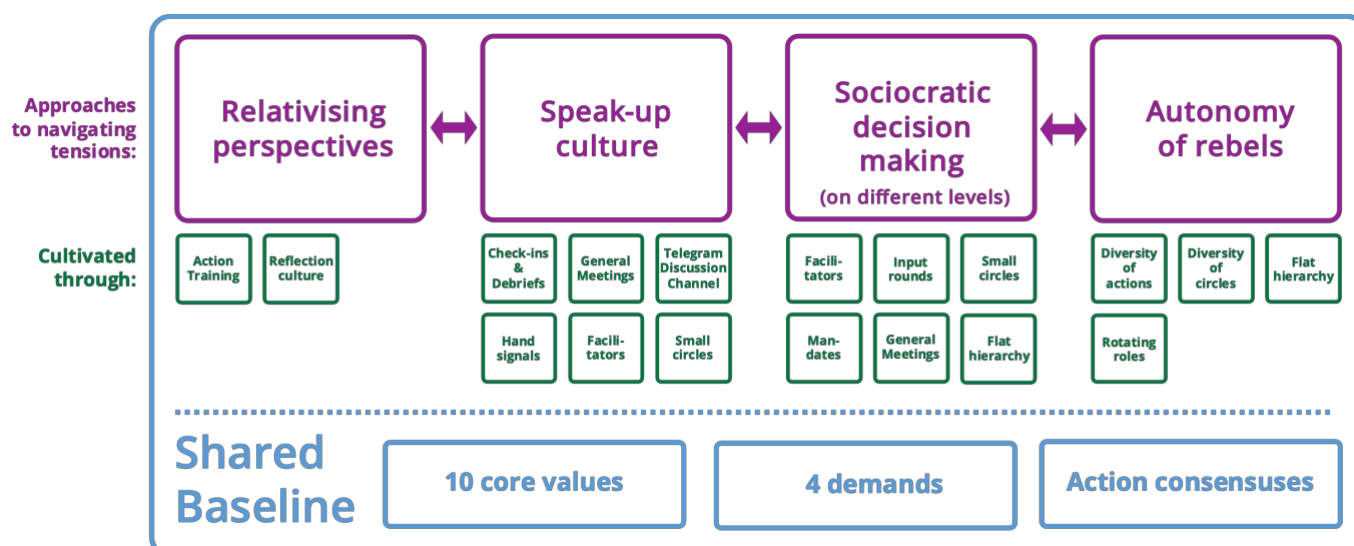 Approaches
to navigating
tensions:
Relativising
perspectives
Speak-up
culture
Sociocratic
decision
making
(on different levels)
Autonomy
of rebels
Cultivated
through:
Action
Training
Reflection
culture
Check-ins
&
Debriefs
General
Meetings
Telegram
Discussion
Channel
Hand
signals
Facili-
tators
Small
circles
Facili-
tators
Input
rounds
Small
circles
Man-
dates
General
Meetings
Flat
hierarchy
Diversity
of
actions
Diversity
of
circles
Flat
hierarchy
Rotating
roles
Shared
Baseline
10 core values
4 demands
Action consensuses